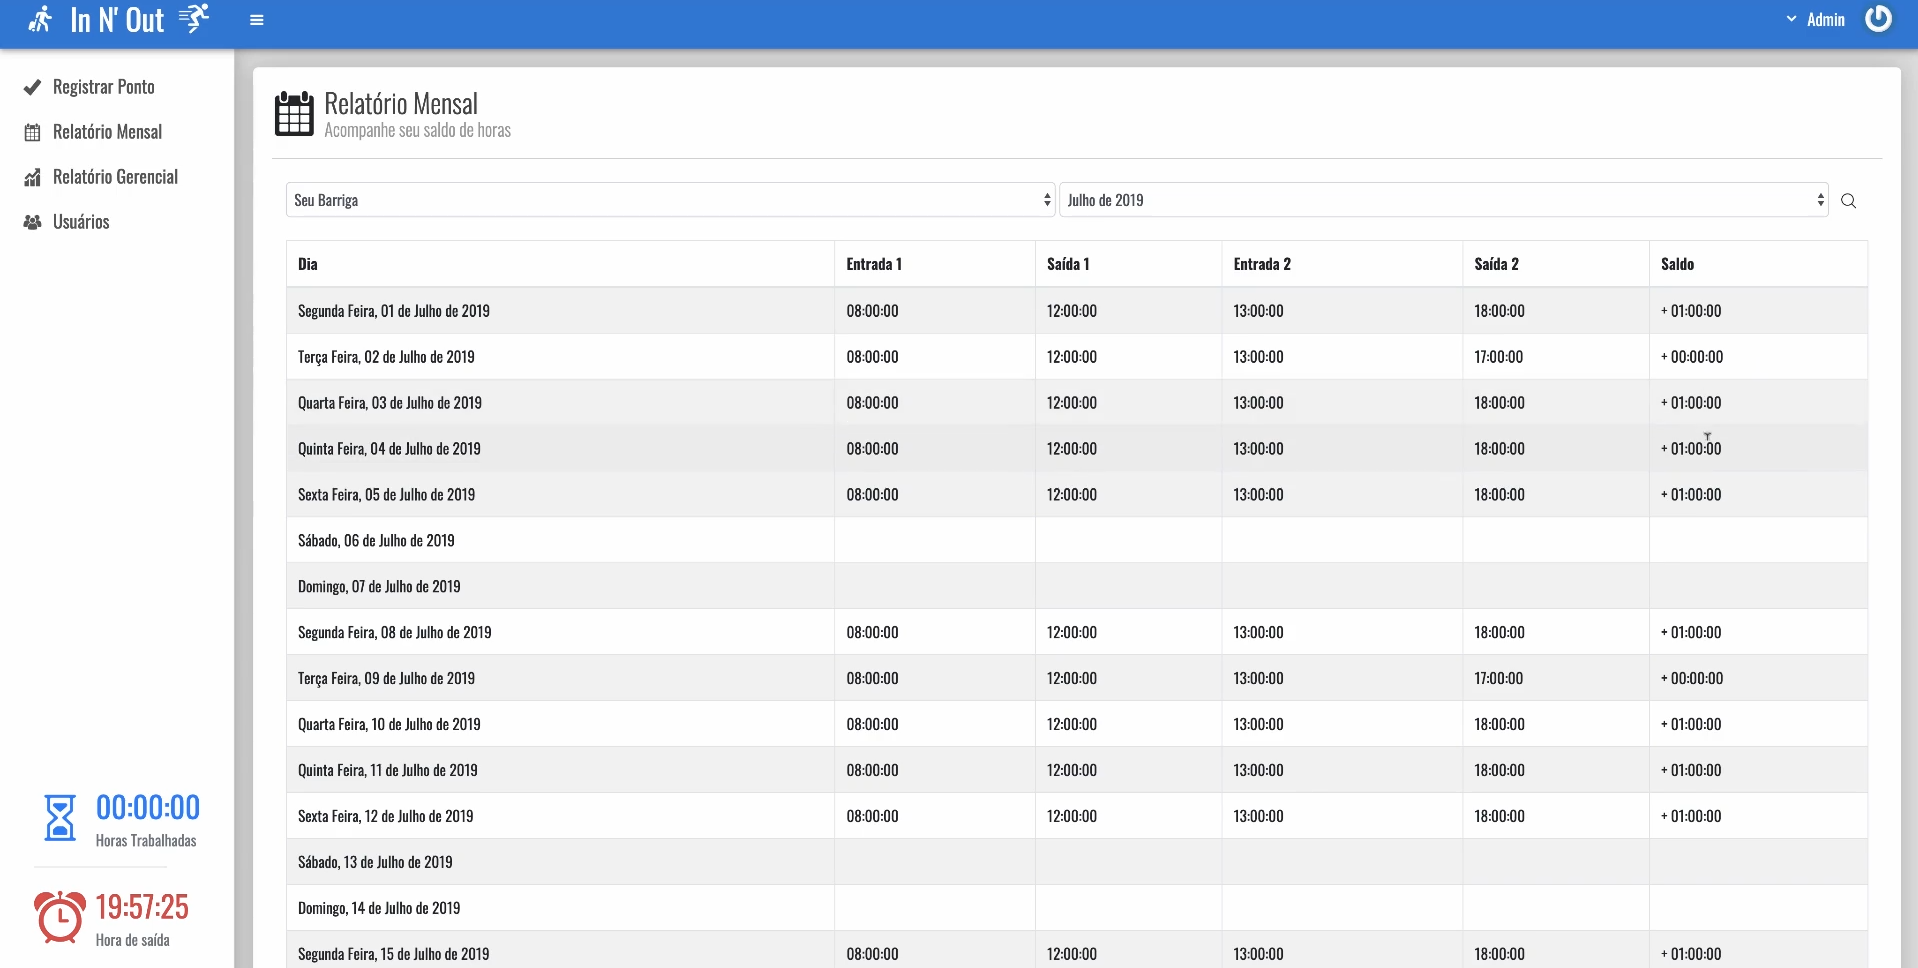 In N' Out
Admin
Registrar Ponto
Relatório Mensal
Relatório Gerencial
Usuários
00:00:00
Horas Trabalhadas
19:57:25
Hora de saída
Relatório Mensal
Acompanhe seu saldo de horas
Seu Barriga Julho de 2019
Dia Entrada 1 Saída 1 Entrada 2 Saída 2 Saldo
Segunda Feira, 01 de Julho de 2019 08:00:00 12:00:00 13:00:00 18:00:00 + 01:00:00
Terça Feira, 02 de Julho de 2019 08:00:00 12:00:00 13:00:00 17:00:00 + 00:00:00
Quarta Feira, 03 de Julho de 2019 08:00:00 12:00:00 13:00:00 18:00:00 + 01:00:00
Quinta Feira, 04 de Julho de 2019 08:00:00 12:00:00 13:00:00 18:00:00 + 01:00:00
Sexta Feira, 05 de Julho de 2019 08:00:00 12:00:00 13:00:00 18:00:00 + 01:00:00
Sábado, 06 de Julho de 2019
Domingo, 07 de Julho de 2019
Segunda Feira, 08 de Julho de 2019 08:00:00 12:00:00 13:00:00 18:00:00 + 01:00:00
Terça Feira, 09 de Julho de 2019 08:00:00 12:00:00 13:00:00 17:00:00 + 00:00:00
Quarta Feira, 10 de Julho de 2019 08:00:00 12:00:00 13:00:00 18:00:00 + 01:00:00
Quinta Feira, 11 de Julho de 2019 08:00:00 12:00:00 13:00:00 18:00:00 + 01:00:00
Sexta Feira, 12 de Julho de 2019 08:00:00 12:00:00 13:00:00 18:00:00 + 01:00:00
Sábado, 13 de Julho de 2019
Domingo, 14 de Julho de 2019
Segunda Feira, 15 de Julho de 2019 08:00:00 12:00:00 13:00:00 18:00:00 + 01:00:00